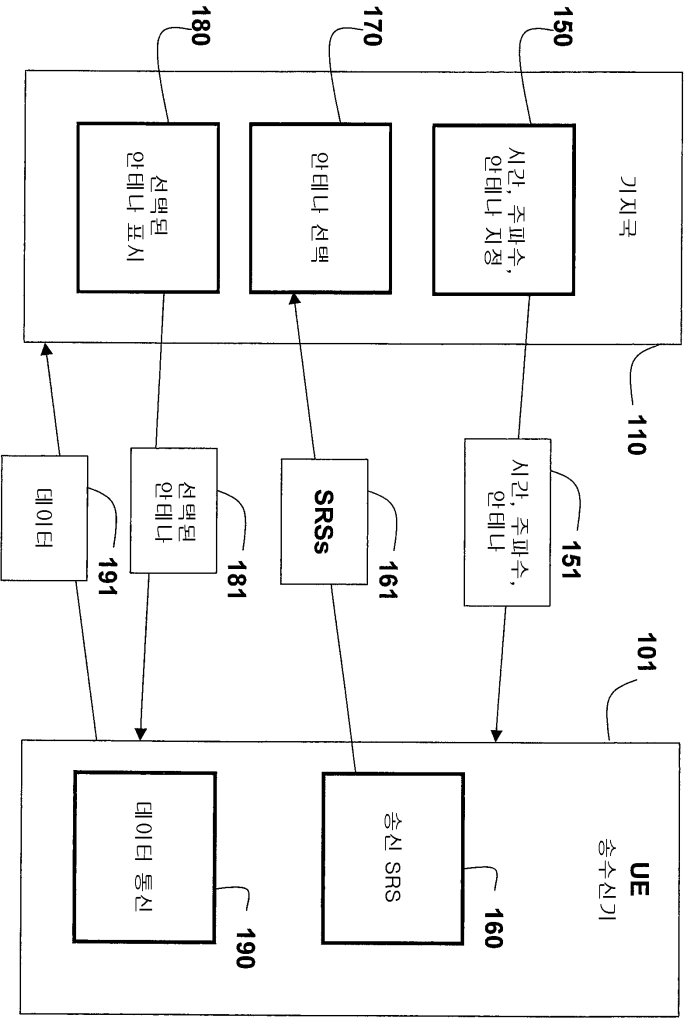 101
UE
송수신기
기지국
110
150
시간, 주파수,
안테나 지정
151
시간, 주파수,
안테나
160
송신 SRS
161
SRSs
170
안테나 선택
180
선택된
안테나 표시
181
선택된
안테나
190
데이터 통신
191
데이터